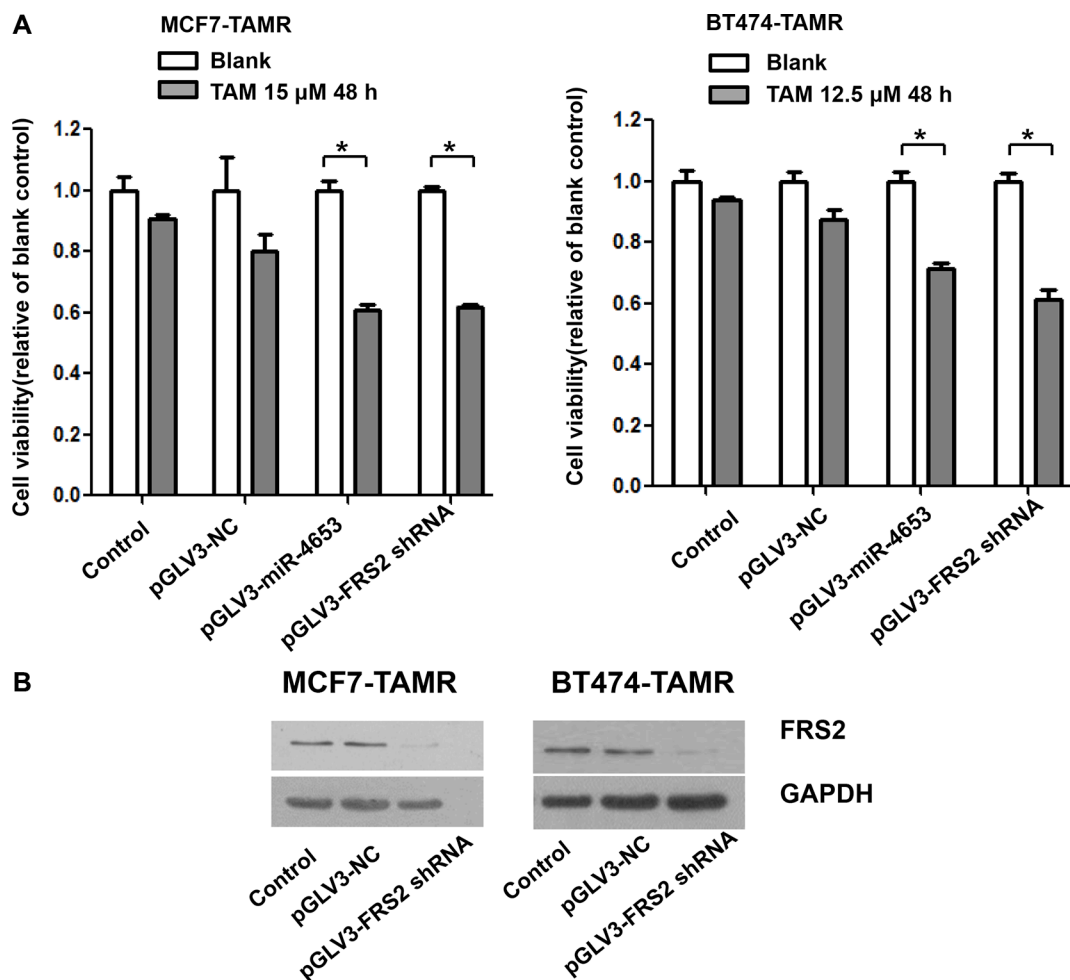 A
MCF7-TAMR
Blank
TAM 15 µM 48 h
Cell viability(relative of blank control)
1.2
1.0
0.8
0.6
0.4
0.2
0.0
*
*
Control
pGLV3-NC
pGLV3-miR-4653
pGLV3-FRS2 shRNA
BT474-TAMR
Blank
TAM 12.5 µM 48 h
Cell viability(relative of blank control)
1.2
1.0
0.8
0.6
0.4
0.2
0.0
*
*
Control
pGLV3-NC
pGLV3-miR-4653
pGLV3-FRS2 shRNA
B
MCF7-TAMR
BT474-TAMR
FRS2
GAPDH
Control
pGLV3-NC
pGLV3-FRS2 shRNA
Control
pGLV3-NC
pGLV3-FRS2 shRNA